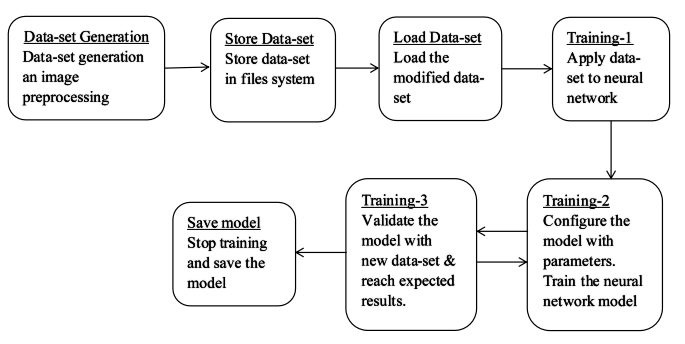 Data-set Generation
Data-set generation
an image
preprocessing
Store Data-set
Store data-set
in files system
Load Data-set
Load the
modified data-
set
Training-1
Apply data-
set to neural
network
Training-2
Configure the
model with
parameters.
Train the neural
network model
Training-3
Validate the
model with
new data-set &
reach expected
results.
Save model
Stop training
and save the
model